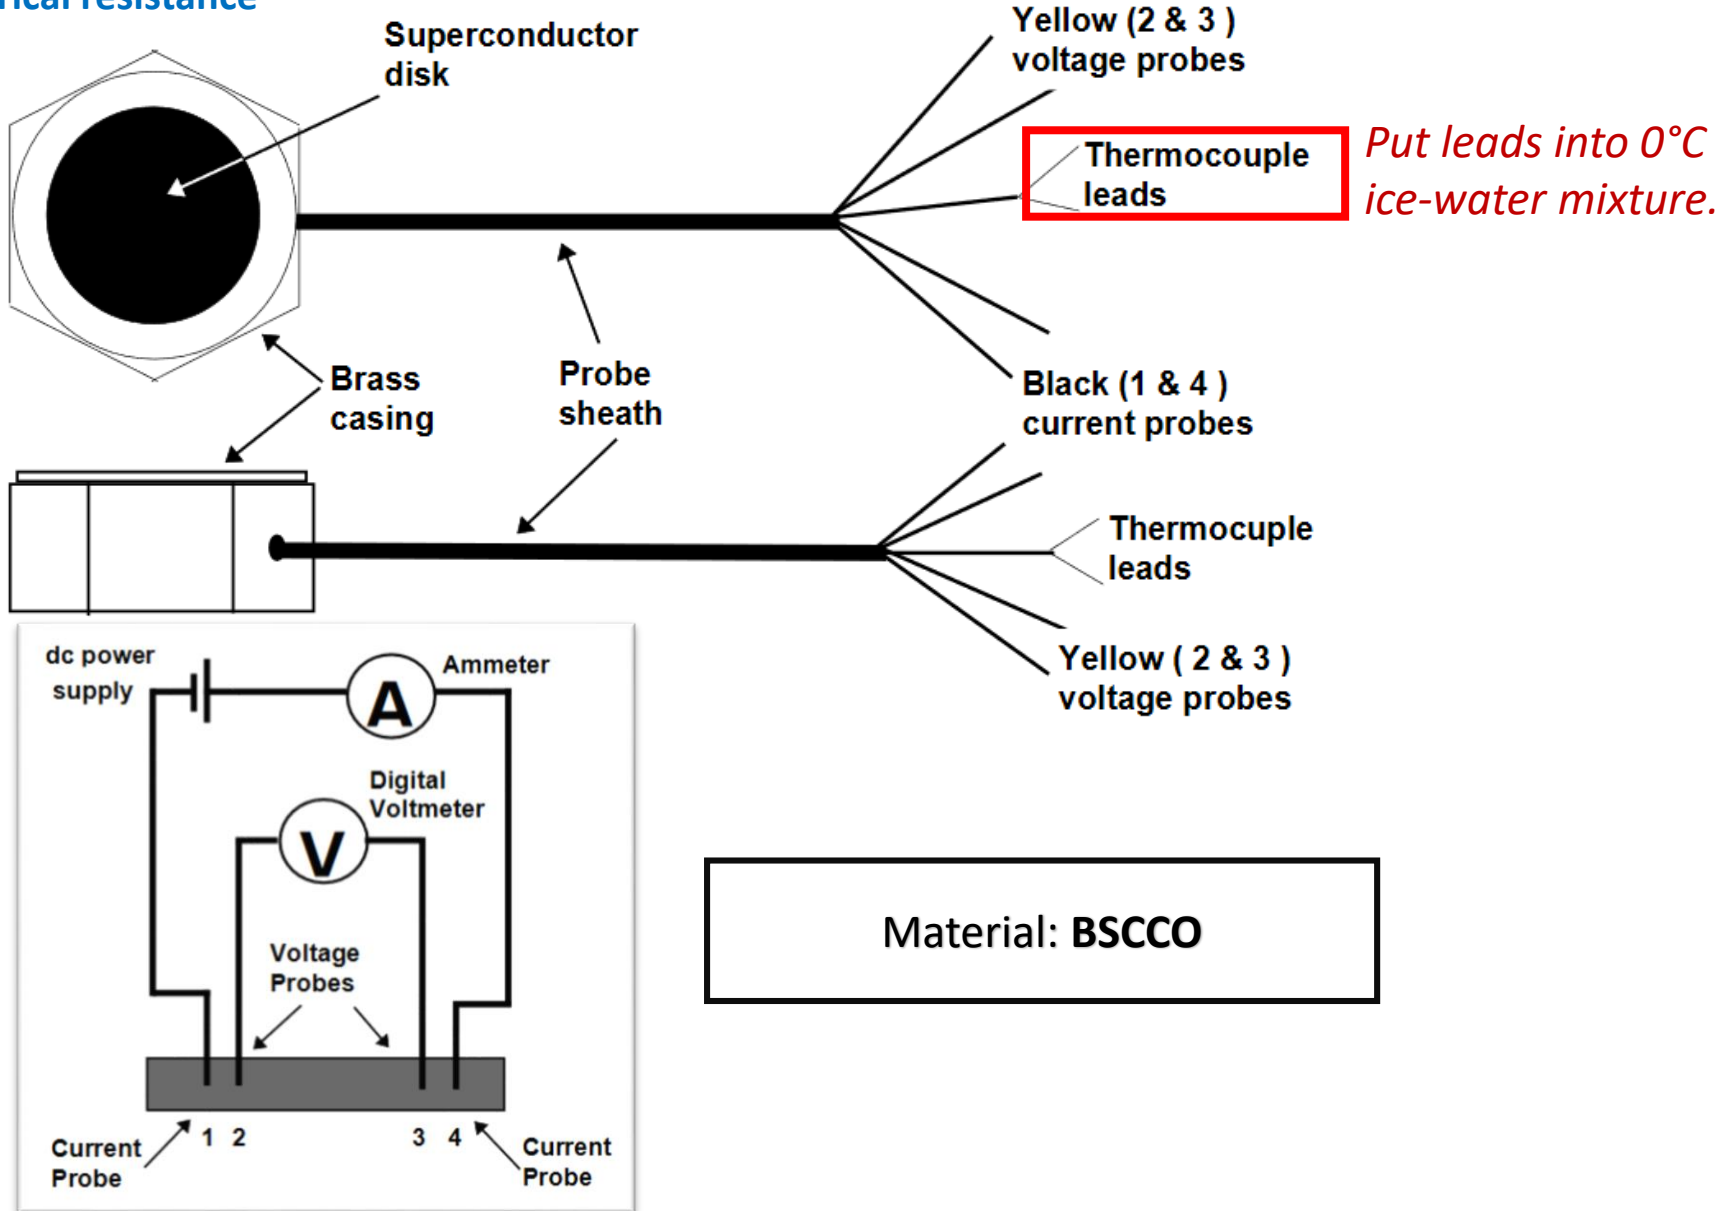 rical resistance
Superconductor
disk
Yellow (2 & 3 )
voltage probes
Thermocouple
leads
Put leads into 0°C
ice-water mixture.
Brass
casing
Probe
sheath
Black (1 & 4 )
current probes
Thermocuple
leads
Yellow ( 2 & 3 )
voltage probes
dc power
supply
Ammeter
A
Digital
Voltmeter
V
Voltage
Probes
1 2 3 4
Current
Probe
Current
Probe
Material: BSCCO